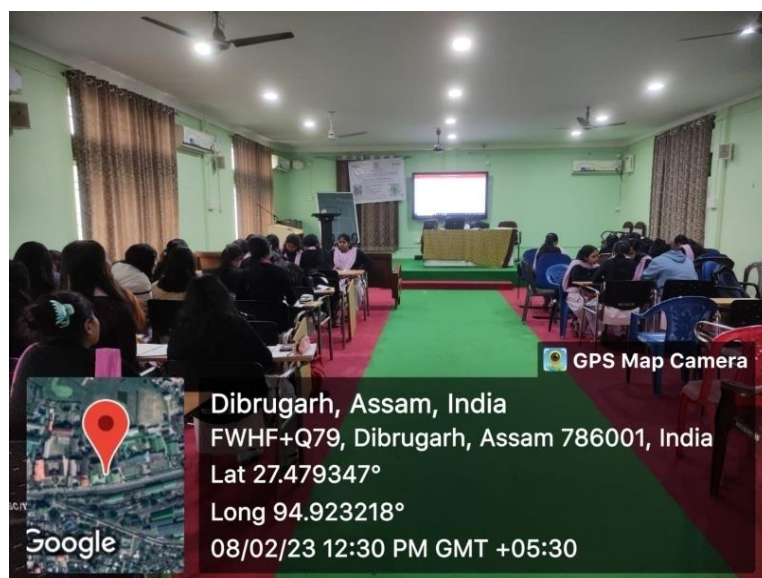 GPS Map Camera
Dibrugarh, Assam, India
FWHF+Q79, Dibrugarh, Assam 786001, India
Lat 27.479347°
Long 94.923218°
08/02/23 12:30 PM GMT +05:30
Google